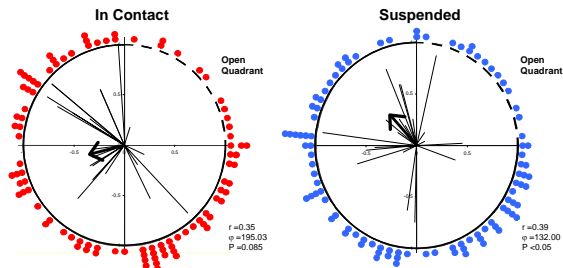 In Contact
Suspended
Open
Quadrant
Open
Quadrant
0.5
0.5
-0.5
0.5
-0.5
0.5
-0.5
-0.5
r =0.35
φ =195.03
P =0.085
r =0.39
φ =132.00
P <0.05